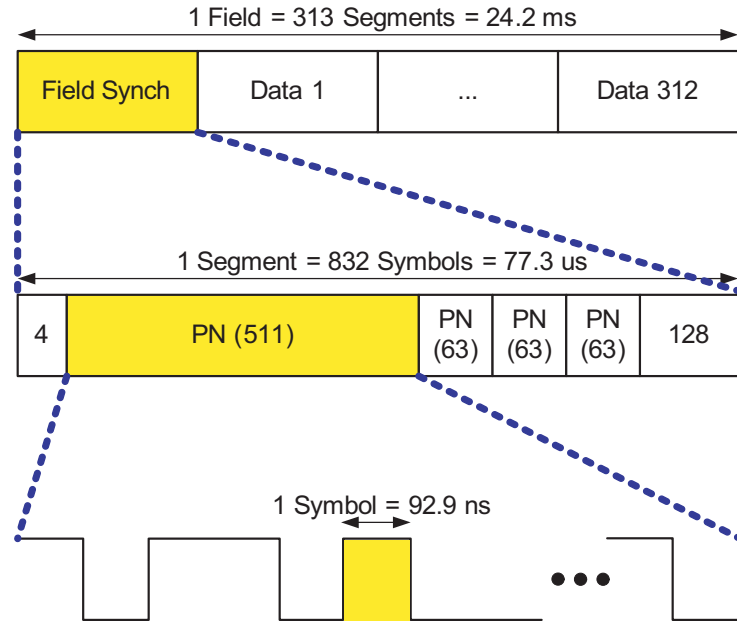 1 Field = 313 Segments = 24.2 ms
Field Synch
Data 1
...
Data 312
1 Segment = 832 Symbols = 77.3 us
4
PN (511)
PN
(63)
PN
(63)
PN
(63)
128
1 Symbol = 92.9 ns